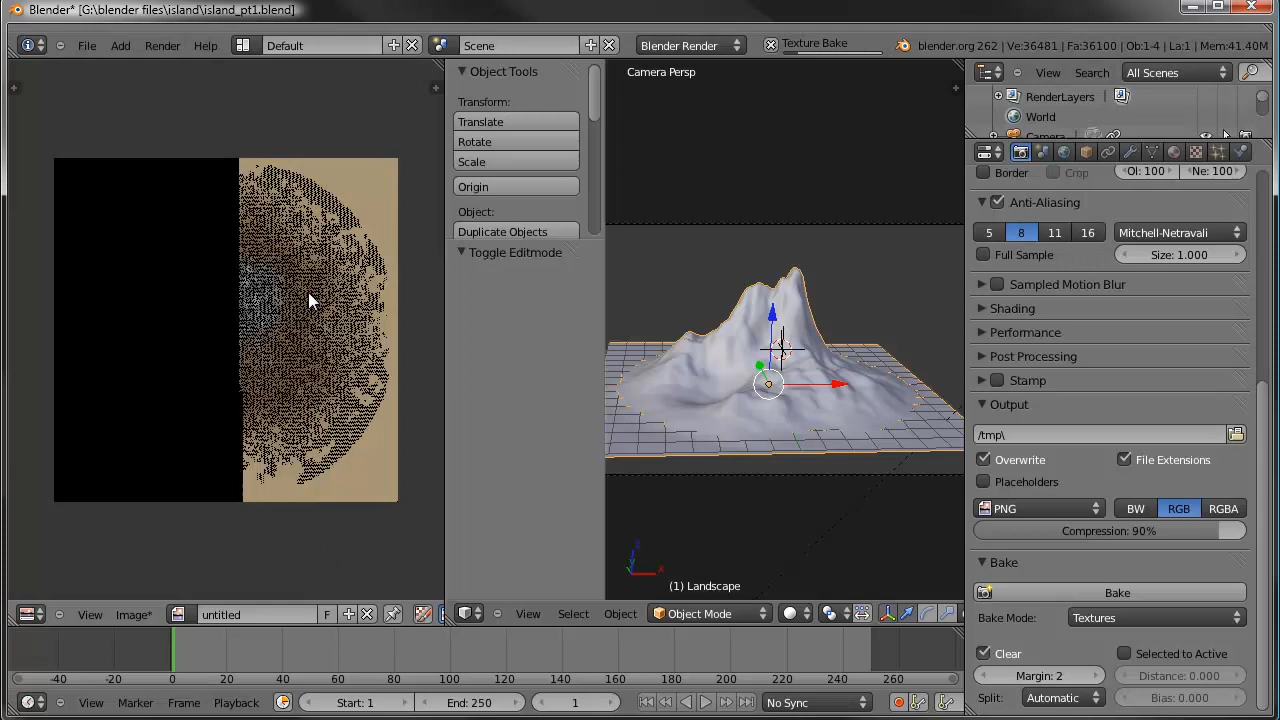 Blender* [G:\blender files\island\island_pt1.blend]
File Add Render Help Default Scene Blender Render Texture Bake blender.org 262 | Ve:36481 | Fa:36100 | Ob:1-4 | La:1 | Mem:41.40M
Object Tools
Transform:
Translate
Rotate
Scale
Origin
Object:
Duplicate Objects
Toggle Editmode
Camera Persp
(1) Landscape
View Search All Scenes
RenderLayers
World
Camera
Border Crop Ol: 100 Ne: 100
Anti-Aliasing
5 8 11 16 Mitchell-Netravali
Full Sample Size: 1.000
Sampled Motion Blur
Shading
Performance
Post Processing
Stamp
Output
/tmp\
Overwrite File Extensions
Placeholders
PNG BW RGB RGBA
Compression: 90%
Bake
Bake
Bake Mode: Textures
Clear Selected to Active
Margin: 2 Distance: 0.000
Split: Automatic Bias: 0.000
View Image* untitled F
View Select Object Object Mode
-40 -20 0 20 40 60 80 100 120 140 160 180 200 220 240 260
View Marker Frame Playback Start: 1 End: 250 1 No Sync